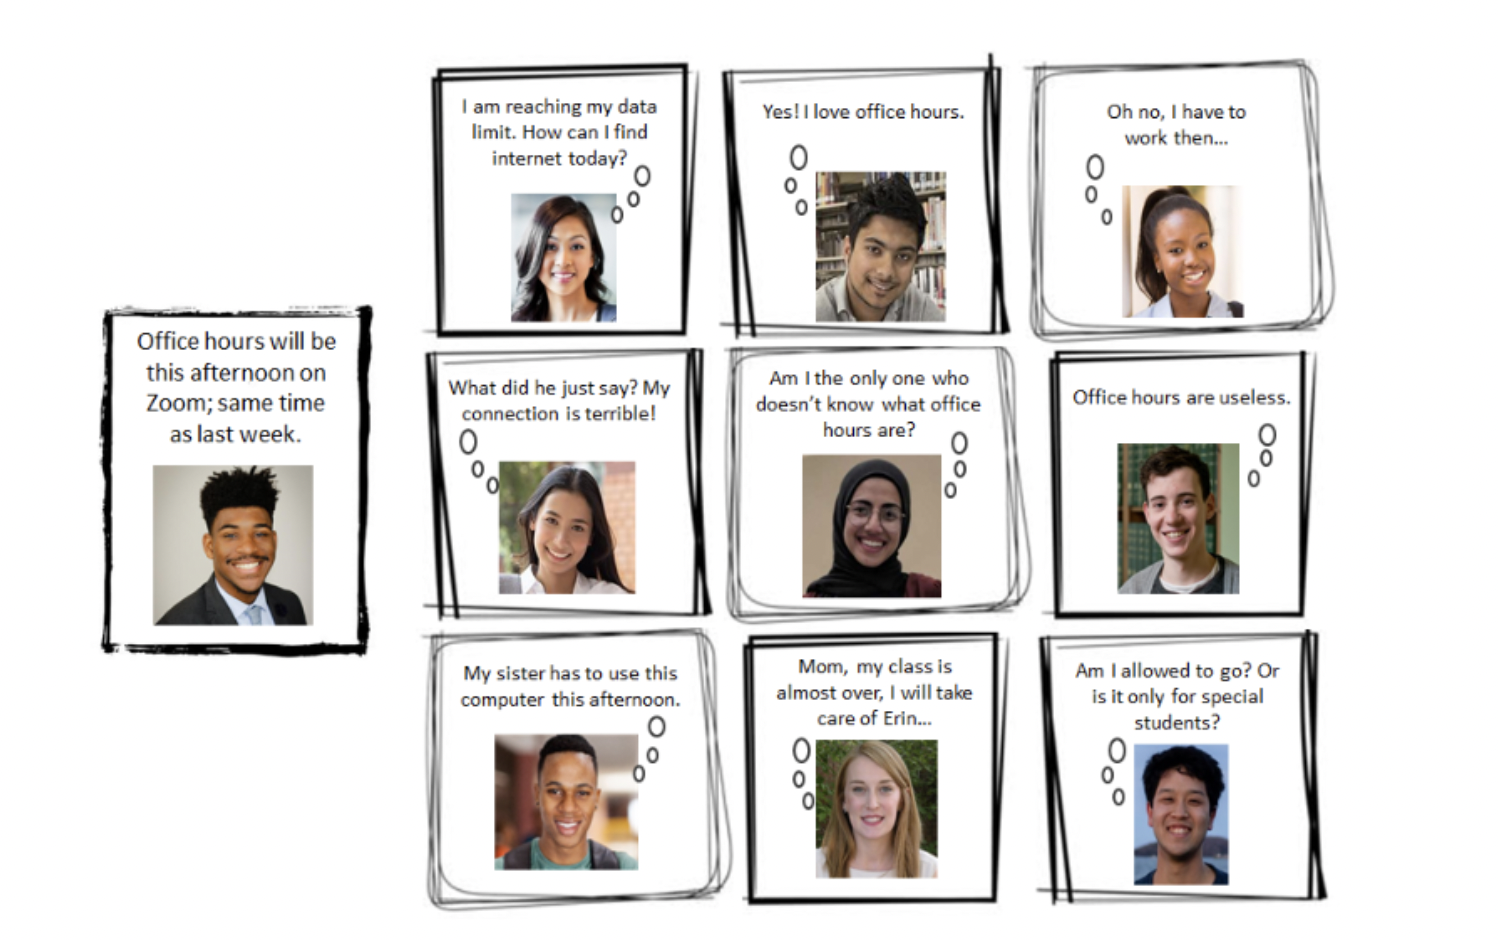 Office hours will be
this afternoon on
Zoom; same time
as last week.
I am reaching my data
limit. How can I find
internet today?
Yes! I love office hours.
Oh no, I have to
work then...
What did he just say? My
connection is terrible!
Am I the only one who
doesn't know what office
hours are?
Office hours are useless.
My sister has to use this
computer this afternoon.
Mom, my class is
almost over, I will take
care of Erin...
Am I allowed to go? Or
is it only for special
students?